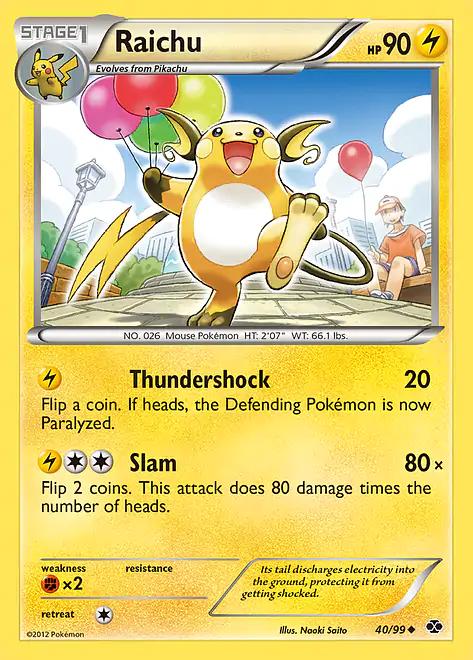 STAGE1
Raichu
HP 90
Evolves from Pikachu
NO. 026 Mouse Pokémon HT: 2'07" WT: 66.1 lbs.
Thundershock 20
Flip a coin. If heads, the Defending Pokémon is now
Paralyzed.
Slam 80×
Flip 2 coins. This attack does 80 damage times the
number of heads.
weakness resistance
×2
retreat
Its tail discharges electricity into
the ground, protecting it from
getting shocked.
©2012 Pokémon
Illus. Naoki Saito 40/99